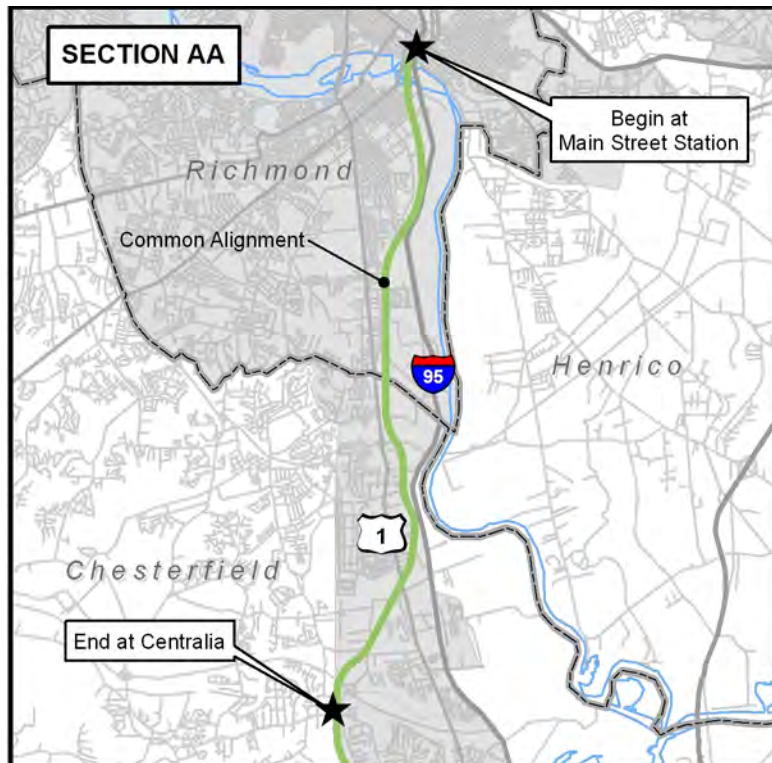 SECTION AA
Begin at
Main Street Station
Richmond
Common Alignment
Henrico
95
1
Chesterfield
End at Centralia